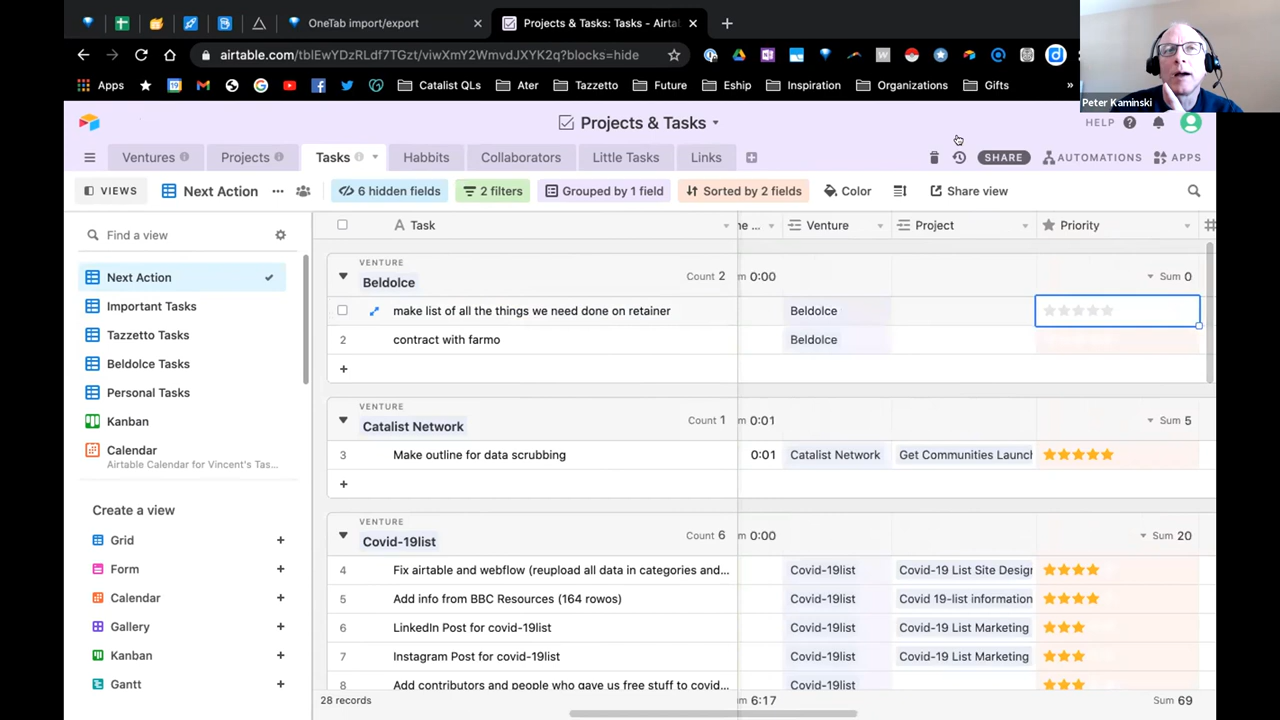 OneTab import/export
Projects & Tasks: Tasks - Airta
airtable.com/tblEwYDzRLdf7TGzt/viwXmY2WmvdJXYK2q?blocks=hide
Apps
Catalist QLs
Ater
Tazzetto
Future
Eship
Inspiration
Organizations
Gifts
»
Peter Kaminski
Projects & Tasks
HELP
Ventures
Projects
Tasks
Habbits
Collaborators
Little Tasks
Links
SHARE
AUTOMATIONS
APPS
VIEWS
Next Action
6 hidden fields
2 filters
Grouped by 1 field
Sorted by 2 fields
Color
Share view
Find a view
Next Action
Important Tasks
Tazzetto Tasks
Beldolce Tasks
Personal Tasks
Kanban
Calendar
Airtable Calendar for Vincent's Tas...
Create a view
Grid +
Form +
Calendar +
Gallery +
Kanban +
Gantt +
A Task
ne ...
Venture
Project
Priority
VENTURE
Beldolce
Count 2
m 0:00
Sum 0
make list of all the things we need done on retainer
Beldolce
2 contract with farmo
Beldolce
+
VENTURE
Catalist Network
Count 1
m 0:01
Sum 5
3 Make outline for data scrubbing
0:01
Catalist Network
Get Communities Launch
+
VENTURE
Covid-19list
Count 6
m 0:00
Sum 20
4 Fix airtable and webflow (reupload all data in categories and...
Covid-19list
Covid-19 List Site Desig
5 Add info from BBC Resources (164 rowos)
Covid-19list
Covid 19-list information
6 LinkedIn Post for covid-19list
Covid-19list
Covid-19 List Marketing
7 Instagram Post for covid-19list
Covid-19list
Covid-19 List Marketing
8 Add contributors and people who gave us free stuff to covid...
Covid-19list
28 records
m 6:17
Sum 69